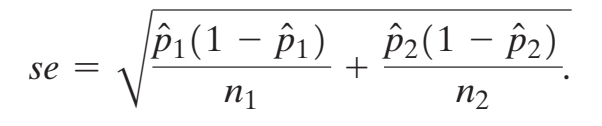 se = √(p̂₁(1 − p̂₁)/n₁ + p̂₂(1 − p̂₂)/n₂).